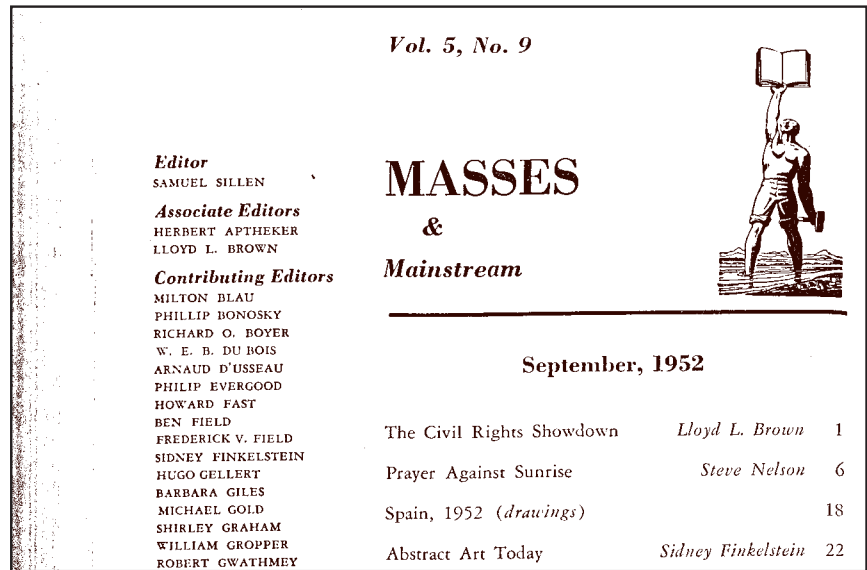 Vol. 5, No. 9
Editor
SAMUEL SILLEN
Associate Editors
HERBERT APTHEKER
LLOYD L. BROWN
Contributing Editors
MILTON BLAU
PHILLIP BONOSKY
RICHARD O. BOYER
W. E. B. DU BOIS
ARNAUD D'USSEAU
PHILIP EVERGOOD
HOWARD FAST
BEN FIELD
FREDERICK V. FIELD
SIDNEY FINKELSTEIN
HUGO GELLERT
BARBARA GILES
MICHAEL GOLD
SHIRLEY GRAHAM
WILLIAM GROPPER
ROBERT GWATHMEY
MASSES
&
Mainstream
September, 1952
The Civil Rights Showdown Lloyd L. Brown 1
Prayer Against Sunrise Steve Nelson 6
Spain, 1952 (drawings) 18
Abstract Art Today Sidney Finkelstein 22